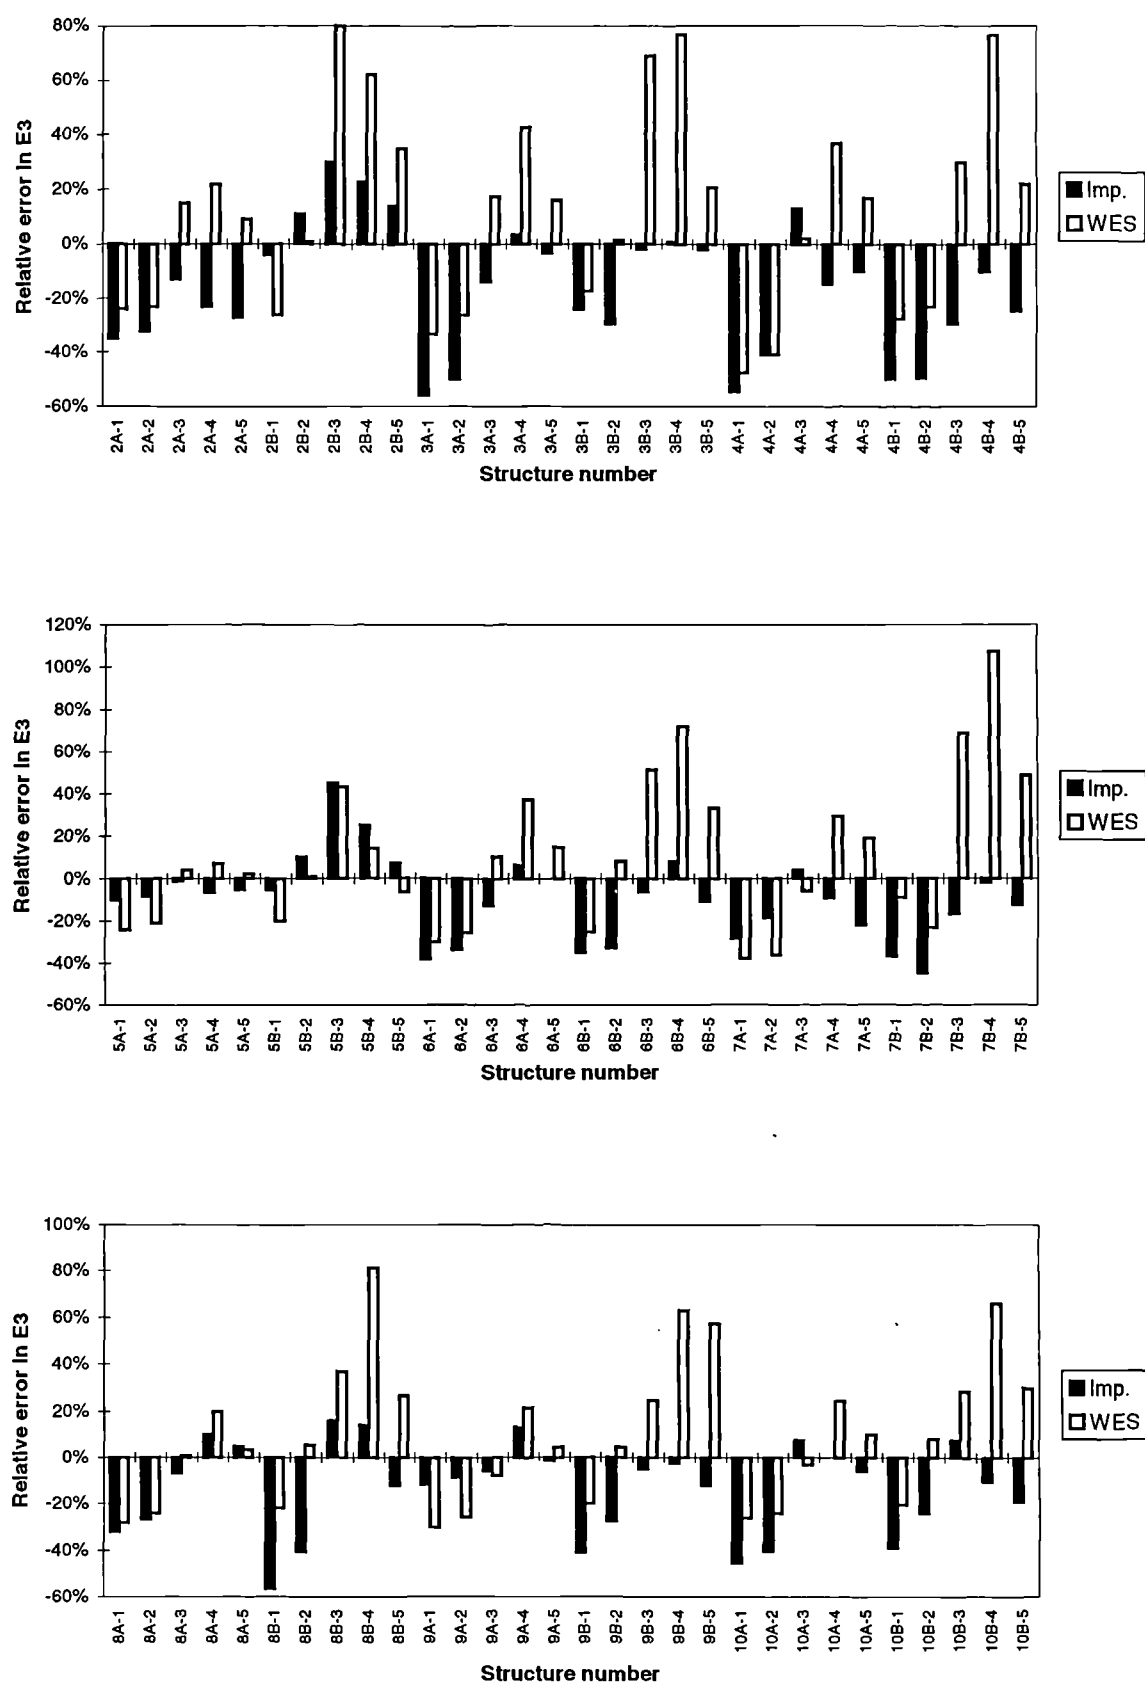 80%
60%
40%
20%
0%
-20%
-40%
-60%
Relative error in E3
2A-1 2A-2 2A-3 2A-4 2A-5 2B-1 2B-2 2B-3 2B-4 2B-5 3A-1 3A-2 3A-3 3A-4 3A-5 3B-1 3B-2 3B-3 3B-4 3B-5 4A-1 4A-2 4A-3 4A-4 4A-5 4B-1 4B-2 4B-3 4B-4 4B-5
Structure number
Imp.
WES
120%
100%
80%
60%
40%
20%
0%
-20%
-40%
-60%
Relative error in E3
5A-1 5A-2 5A-3 5A-4 5A-5 5B-1 5B-2 5B-3 5B-4 5B-5 6A-1 6A-2 6A-3 6A-4 6A-5 6B-1 6B-2 6B-3 6B-4 6B-5 7A-1 7A-2 7A-3 7A-4 7A-5 7B-1 7B-2 7B-3 7B-4 7B-5
Structure number
Imp.
WES
100%
80%
60%
40%
20%
0%
-20%
-40%
-60%
Relative error in E3
8A-1 8A-2 8A-3 8A-4 8A-5 8B-1 8B-2 8B-3 8B-4 8B-5 9A-1 9A-2 9A-3 9A-4 9A-5 9B-1 9B-2 9B-3 9B-4 9B-5 10A-1 10A-2 10A-3 10A-4 10A-5 10B-1 10B-2 10B-3 10B-4 10B-5
Structure number
Imp.
WES